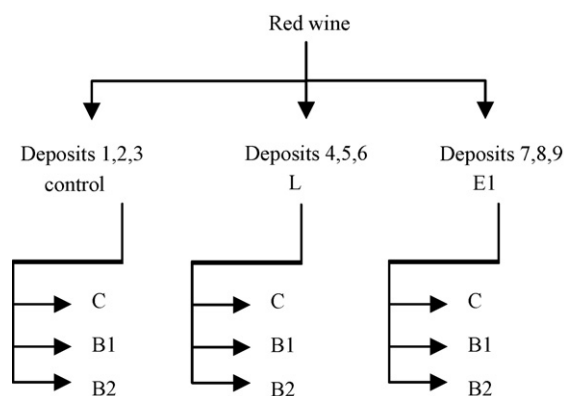 Red wine
Deposits 1,2,3
control
Deposits 4,5,6
L
Deposits 7,8,9
E1
C
B1
B2
C
B1
B2
C
B1
B2